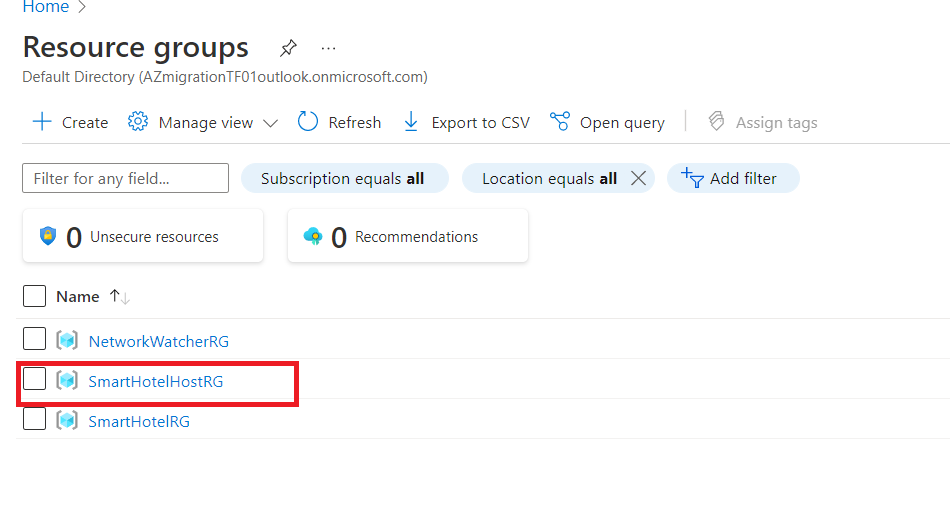 Home
Resource groups
Default Directory (AZmigrationTF01outlook.onmicrosoft.com)
Create Manage view Refresh Export to CSV Open query Assign tags
Filter for any field... Subscription equals all Location equals all Add filter
0 Unsecure resources 0 Recommendations
Name
NetworkWatcherRG
SmartHotelHostRG
SmartHotelRG